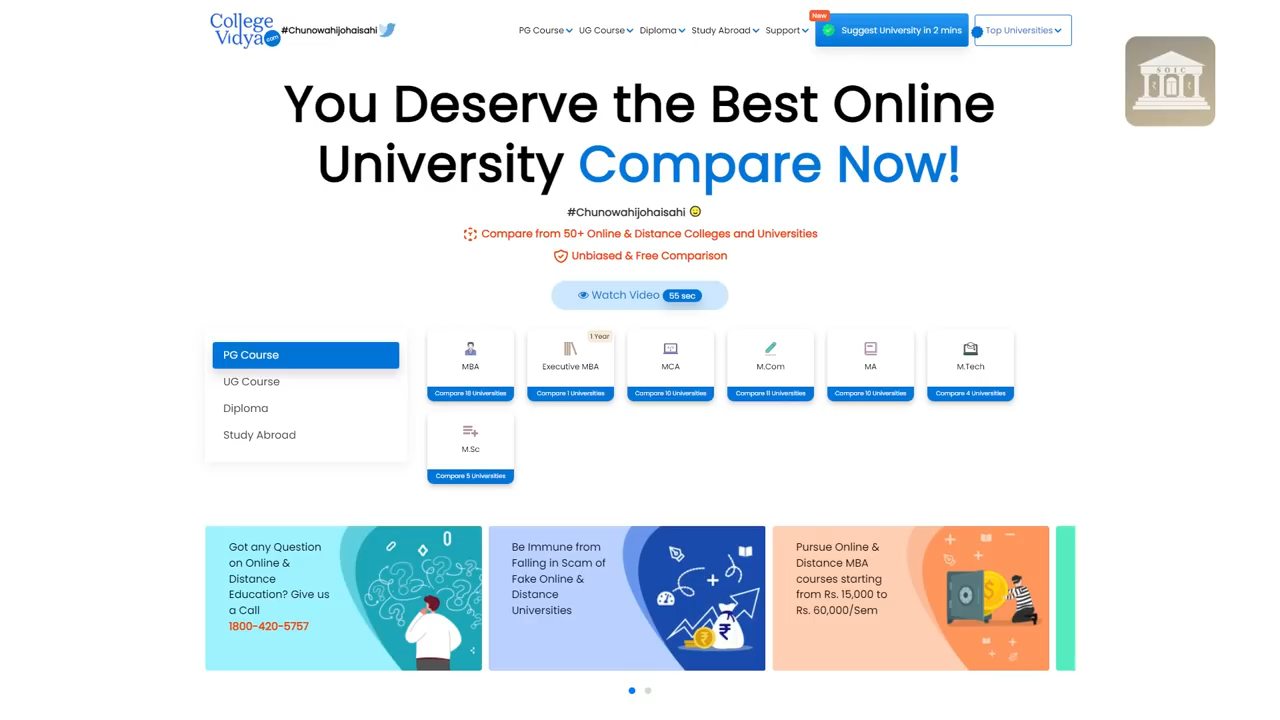 College
Vidya
.com
#Chunowahijohaisahi
PG Course
UG Course
Diploma
Study Abroad
Support
New
Suggest University in 2 mins
Top Universities
SOIC
You Deserve the Best Online
University Compare Now!
#Chunowahijohaisahi
Compare from 50+ Online & Distance Colleges and Universities
Unbiased & Free Comparison
Watch Video 55 sec
PG Course
UG Course
Diploma
Study Abroad
MBA
Compare 18 Universities
1 Year
Executive MBA
Compare 1 Universities
MCA
Compare 10 Universities
M.Com
Compare 11 Universities
MA
Compare 10 Universities
M.Tech
Compare 4 Universities
M.Sc
Compare 5 Universities
Got any Question
on Online &
Distance
Education? Give us
a Call
1800-420-5757
Be Immune from
Falling in Scam of
Fake Online &
Distance
Universities
Pursue Online &
Distance MBA
courses starting
from Rs. 15,000 to
Rs. 60,000/Sem